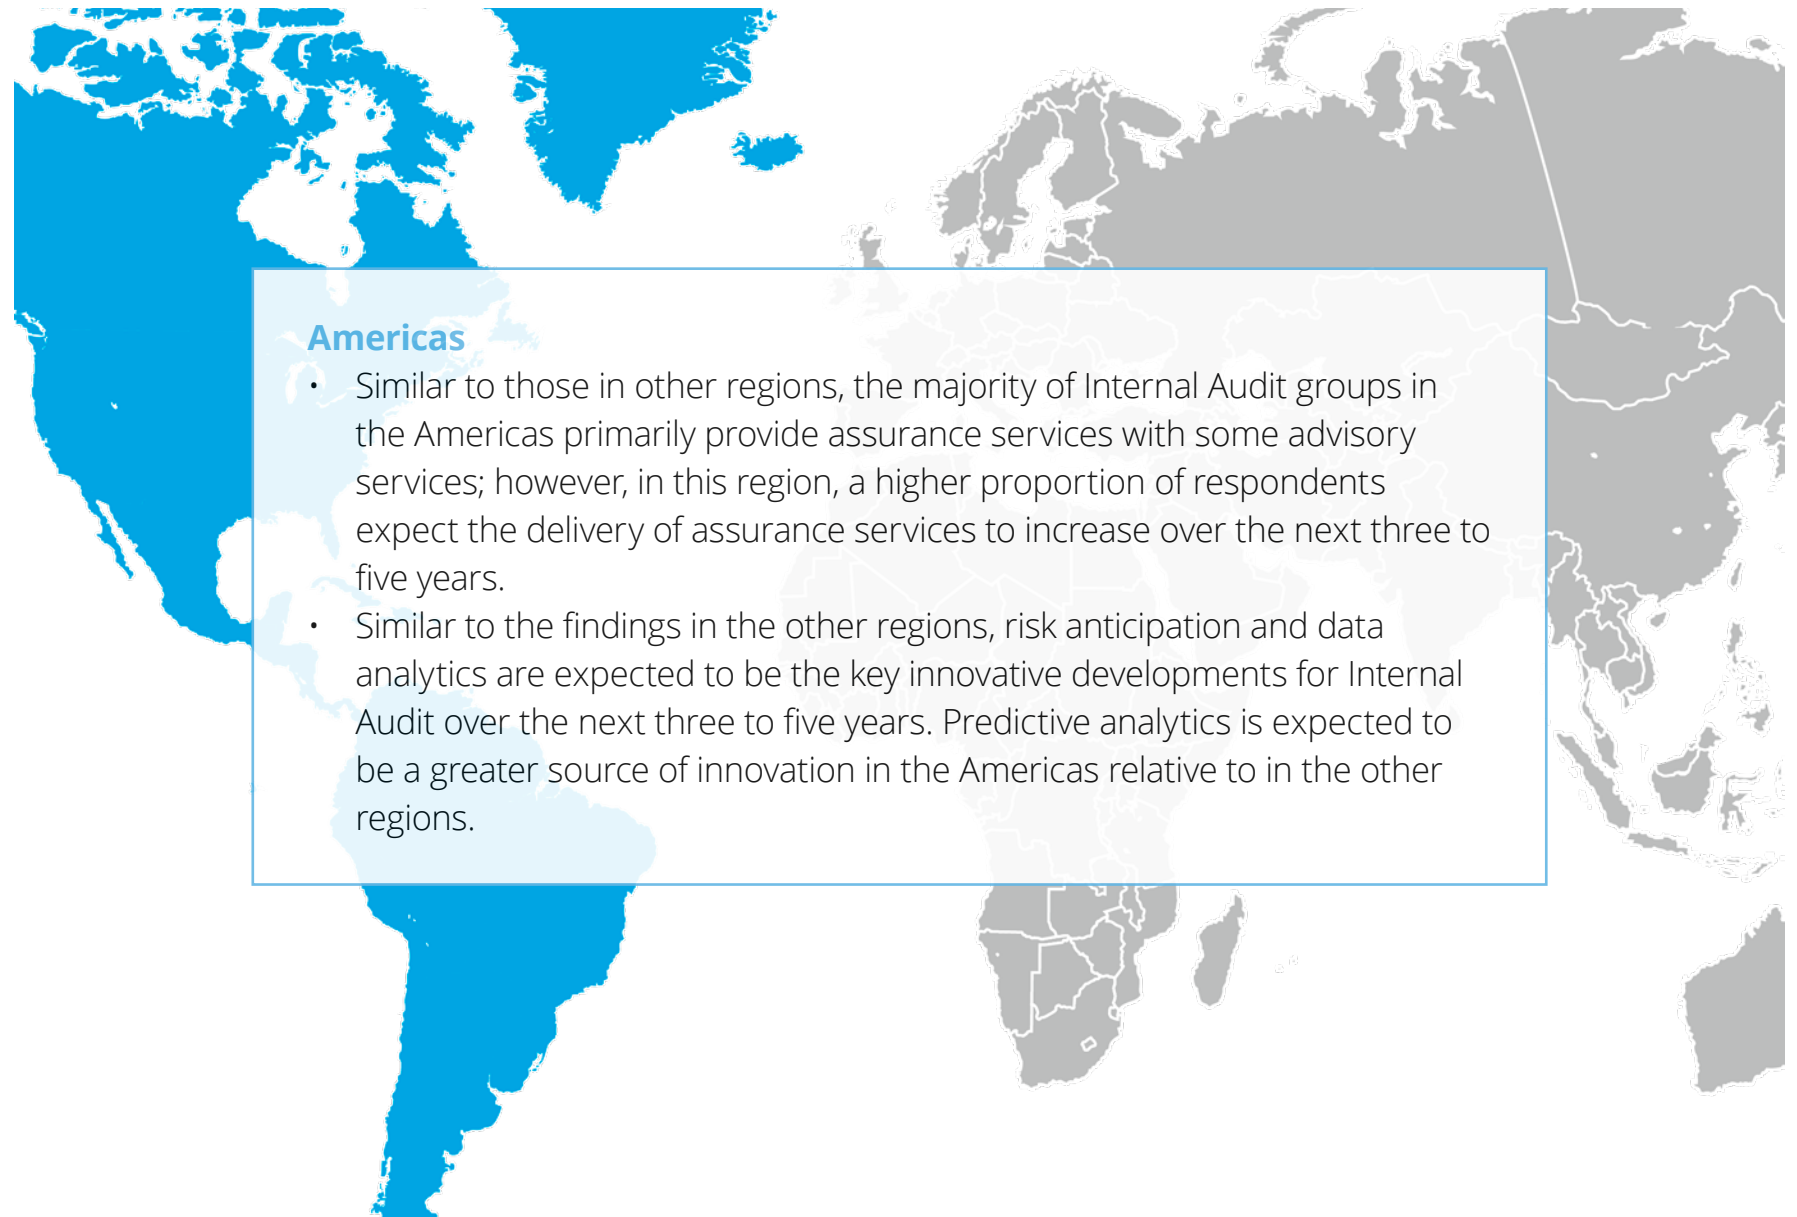 Americas
• Similar to those in other regions, the majority of Internal Audit groups in
the Americas primarily provide assurance services with some advisory
services; however, in this region, a higher proportion of respondents
expect the delivery of assurance services to increase over the next three to
five years.
• Similar to the findings in the other regions, risk anticipation and data
analytics are expected to be the key innovative developments for Internal
Audit over the next three to five years. Predictive analytics is expected to
be a greater source of innovation in the Americas relative to in the other
regions.